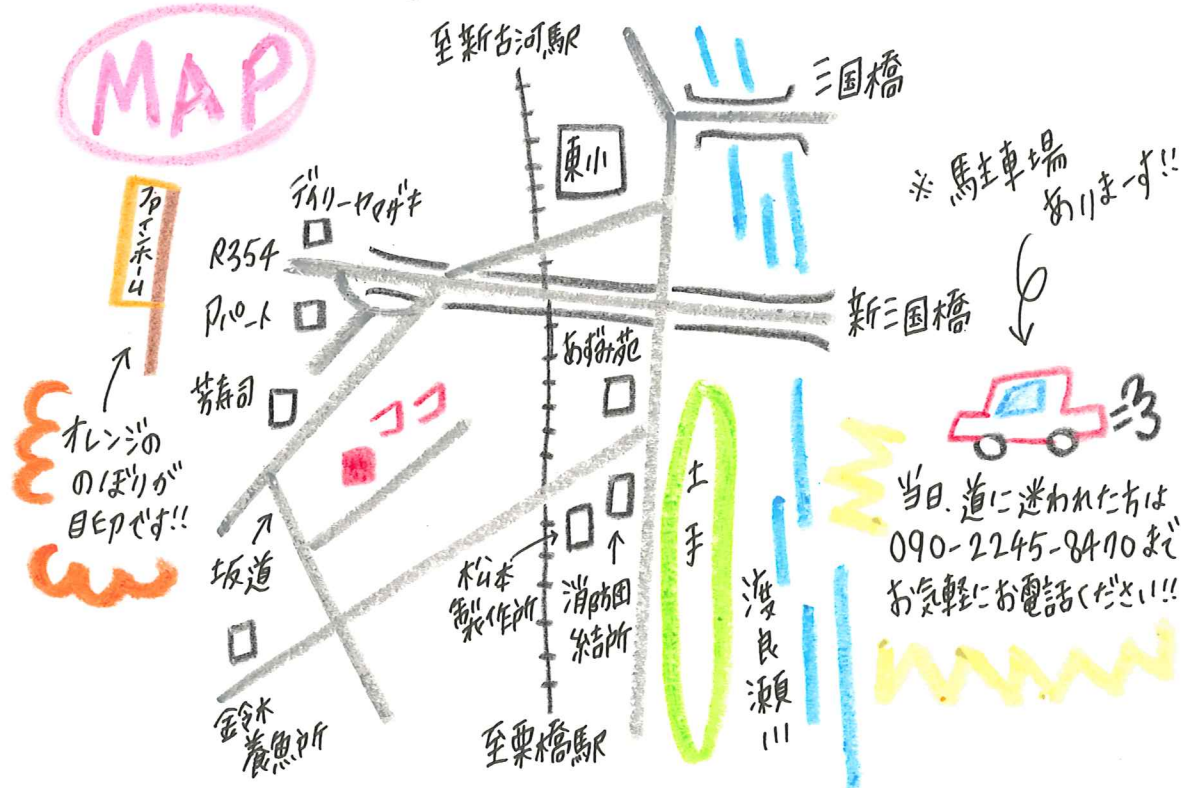 MAP
至新古河駅
三国橋
東小
※駐車場
ありまーす!!
デイリーヤマザキ
ファインホーム
R354
アパート
新三国橋
あずみ苑
芳寿司
オレンジの
のぼりが
目印です!!
土手
当日、道に迷われた方は
090-2245-8470まで
お気軽にお電話ください!!
坂道
松本
製作所
消防団
結所
渡良瀬川
鈴木
養魚所
至栗橋駅